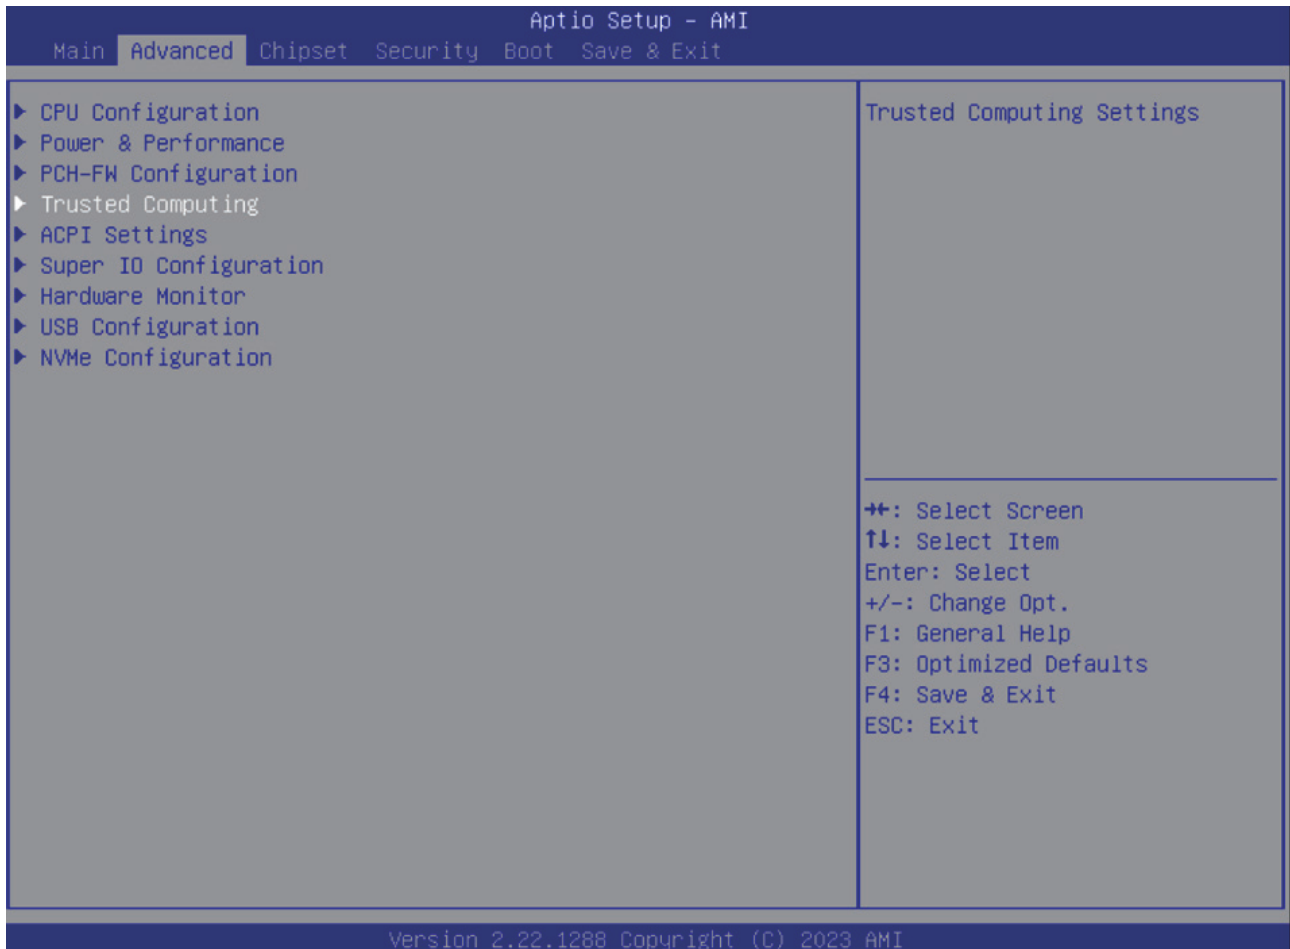 Aptio Setup - AMI
Main Advanced Chipset Security Boot Save & Exit
CPU Configuration
Power & Performance
PCH-FW Configuration
Trusted Computing
ACPI Settings
Super IO Configuration
Hardware Monitor
USB Configuration
NVMe Configuration
Trusted Computing Settings
→←: Select Screen
↑↓: Select Item
Enter: Select
+/-: Change Opt.
F1: General Help
F3: Optimized Defaults
F4: Save & Exit
ESC: Exit
Version 2.22.1288 Copyright (C) 2023 AMI